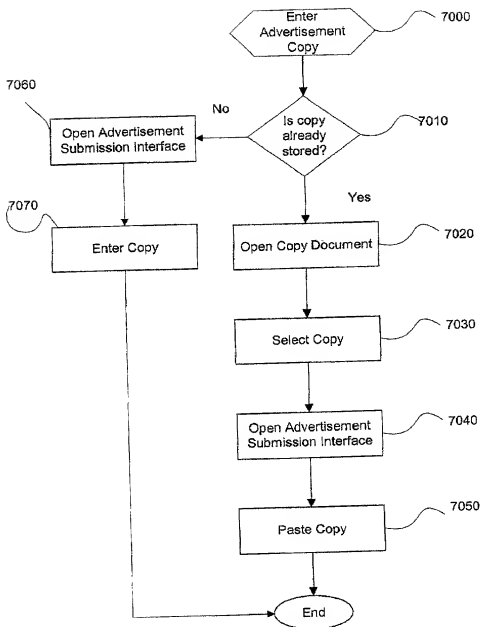 Enter
Advertisement
Copy
7000
7060
No
Is copy
already
stored?
7010
Open Advertisement
Submission Interface
Yes
7070
Enter Copy
Open Copy Document
7020
Select Copy
7030
Open Advertisement
Submission Interface
7040
Paste Copy
7050
End